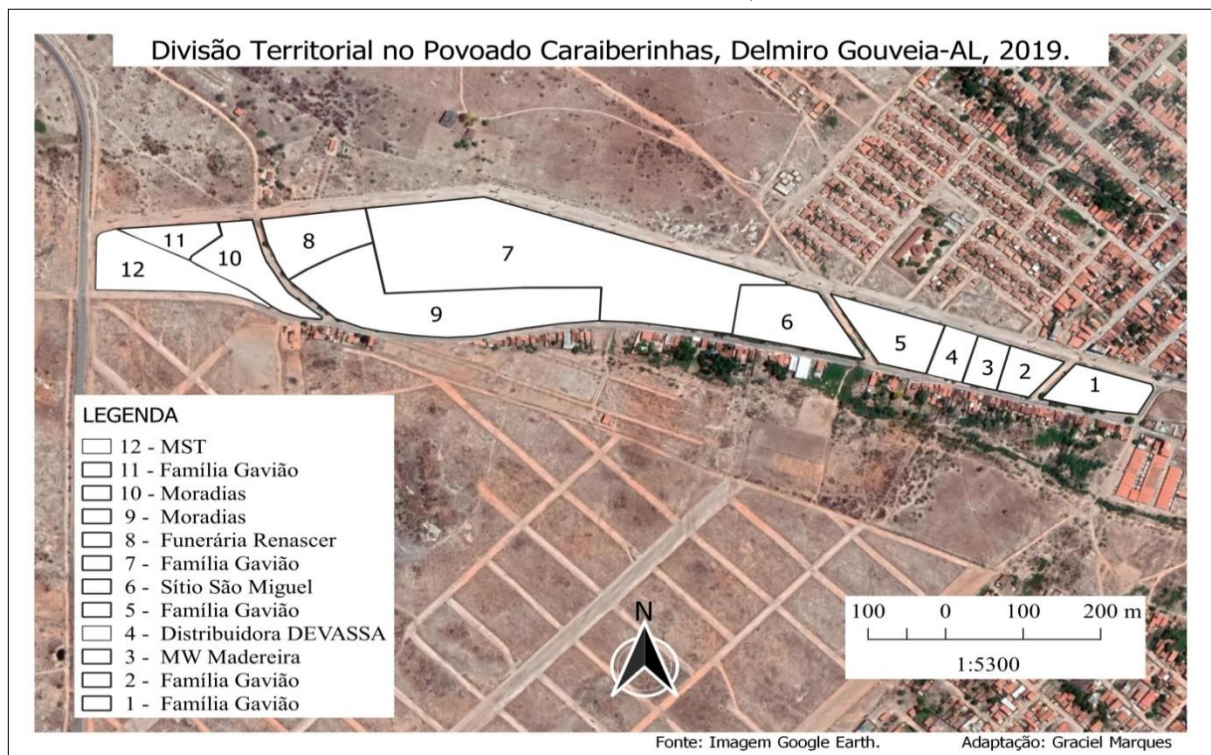 Divisão Territorial no Povoado Caraiberinhas, Delmiro Gouveia-AL, 2019.
11
12
10
8
7
9
6
5
4
3
2
1
LEGENDA
12 - MST
11 - Família Gavião
10 - Moradias
9 - Moradias
8 - Funerária Renascer
7 - Família Gavião
6 - Sítio São Miguel
5 - Família Gavião
4 - Distribuidora DEVASSA
3 - MW Madereira
2 - Família Gavião
1 - Família Gavião
N
100 0 100 200 m
1:5300
Fonte: Imagem Google Earth. Adaptação: Graciel Marques